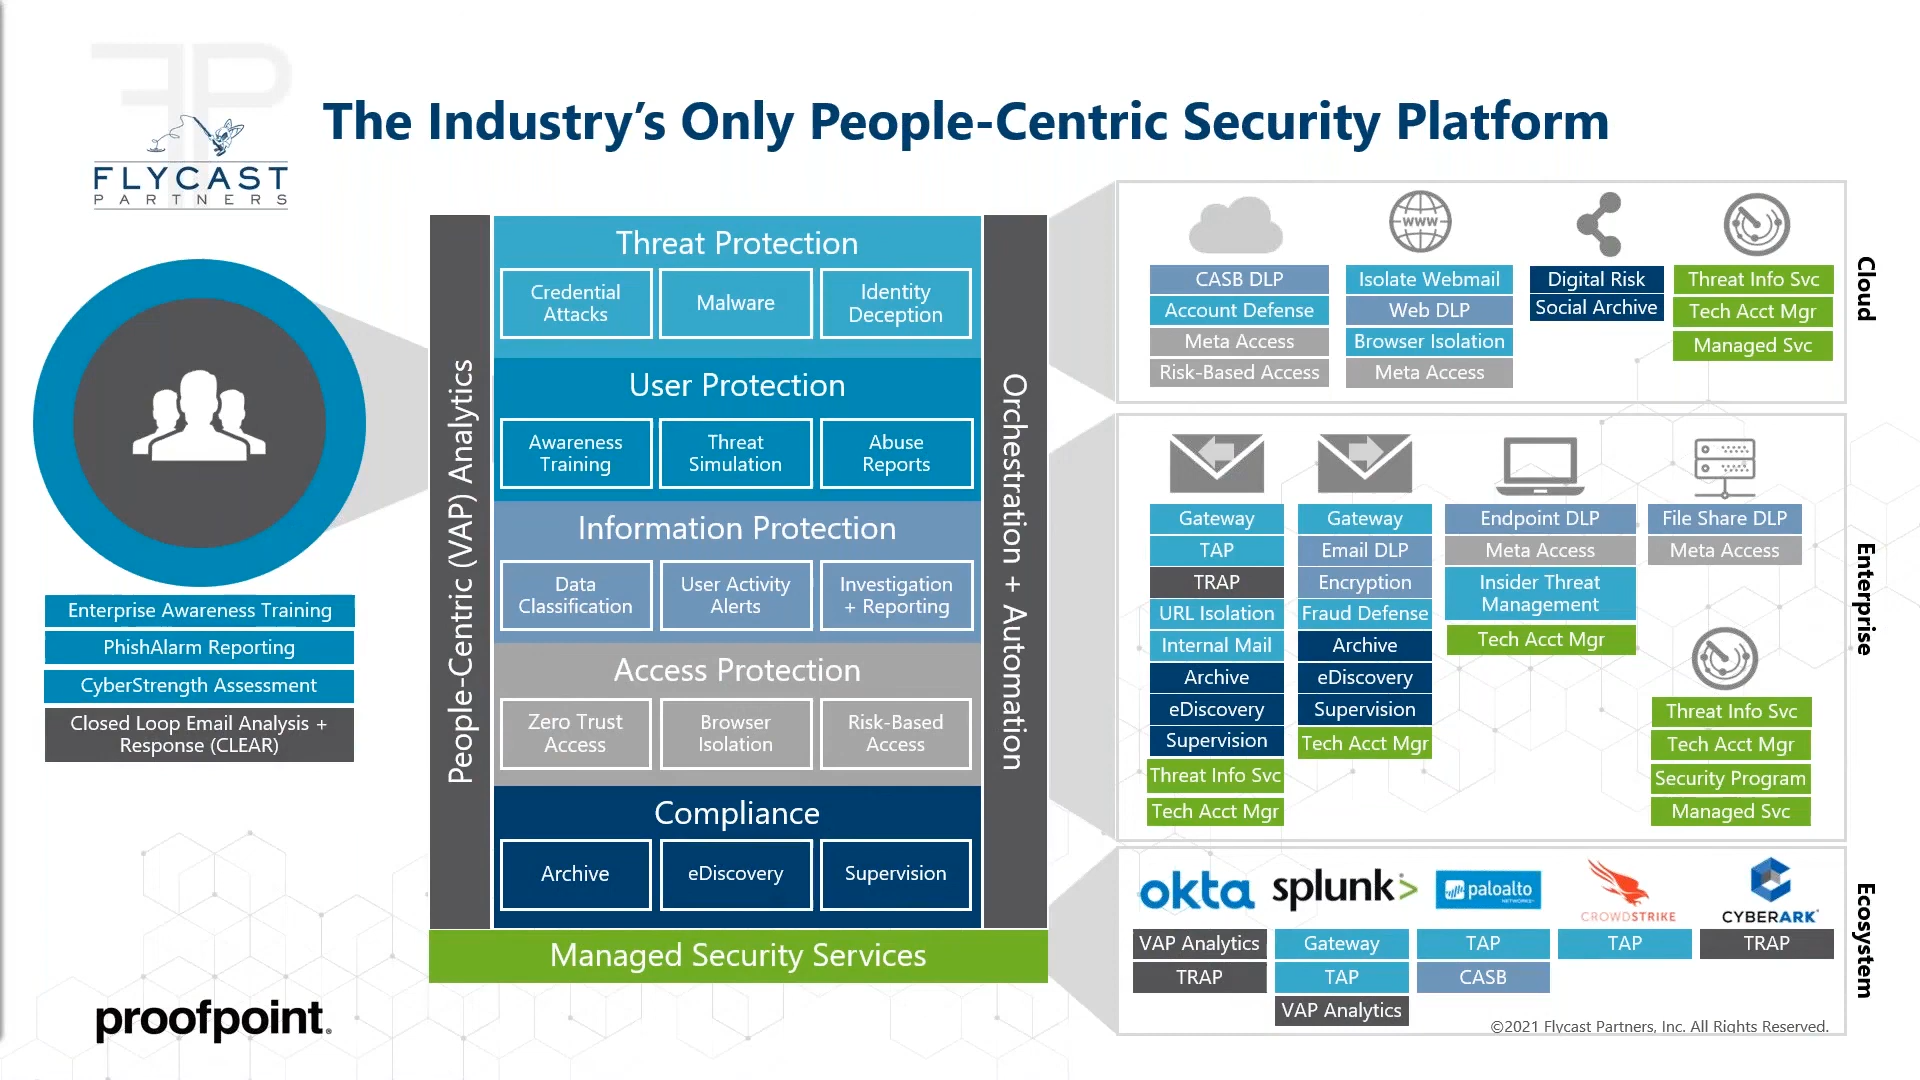 FP
FLYCAST
PARTNERS
The Industry's Only People-Centric Security Platform
Enterprise Awareness Training
PhishAlarm Reporting
CyberStrength Assessment
Closed Loop Email Analysis +
Response (CLEAR)
proofpoint.
People-Centric (VAP) Analytics
Threat Protection
Credential
Attacks
Malware
Identity
Deception
User Protection
Awareness
Training
Threat
Simulation
Abuse
Reports
Information Protection
Data
Classification
User Activity
Alerts
Investigation
+ Reporting
Access Protection
Zero Trust
Access
Browser
Isolation
Risk-Based
Access
Compliance
Archive
eDiscovery
Supervision
Orchestration + Automation
Managed Security Services
Cloud
CASB DLP
Account Defense
Meta Access
Risk-Based Access
WWW
Isolate Webmail
Web DLP
Browser Isolation
Meta Access
Digital Risk
Social Archive
Threat Info Svc
Tech Acct Mgr
Managed Svc
Enterprise
Gateway
TAP
TRAP
URL Isolation
Internal Mail
Archive
eDiscovery
Supervision
Threat Info Svc
Tech Acct Mgr
Gateway
Email DLP
Encryption
Fraud Defense
Archive
eDiscovery
Supervision
Tech Acct Mgr
Endpoint DLP
Meta Access
Insider Threat
Management
Tech Acct Mgr
File Share DLP
Meta Access
Threat Info Svc
Tech Acct Mgr
Security Program
Managed Svc
Ecosystem
okta
VAP Analytics
TRAP
splunk>
Gateway
TAP
VAP Analytics
paloalto
NETWORKS
TAP
CASB
CROWDSTRIKE
TAP
CYBERARK
TRAP
©2021 Flycast Partners, Inc. All Rights Reserved.